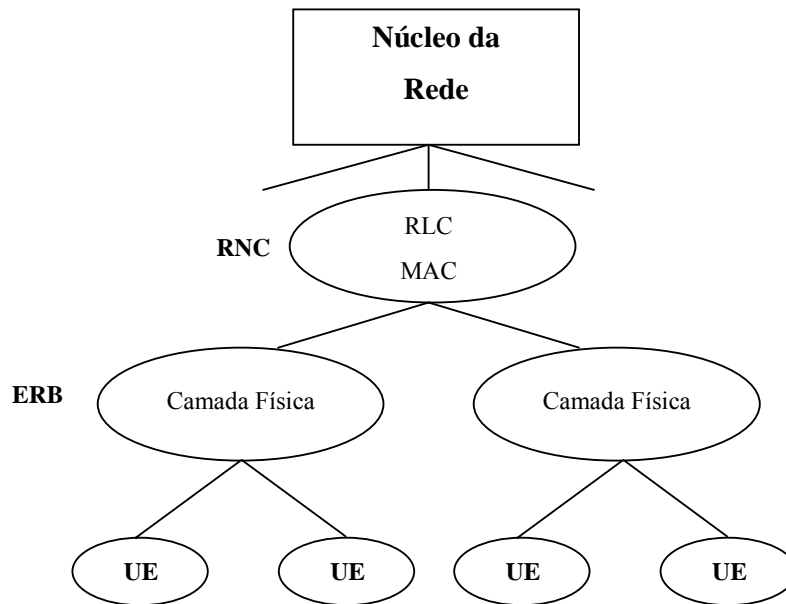 Núcleo da
Rede
RNC
RLC
MAC
ERB
Camada Física
Camada Física
UE
UE
UE
UE